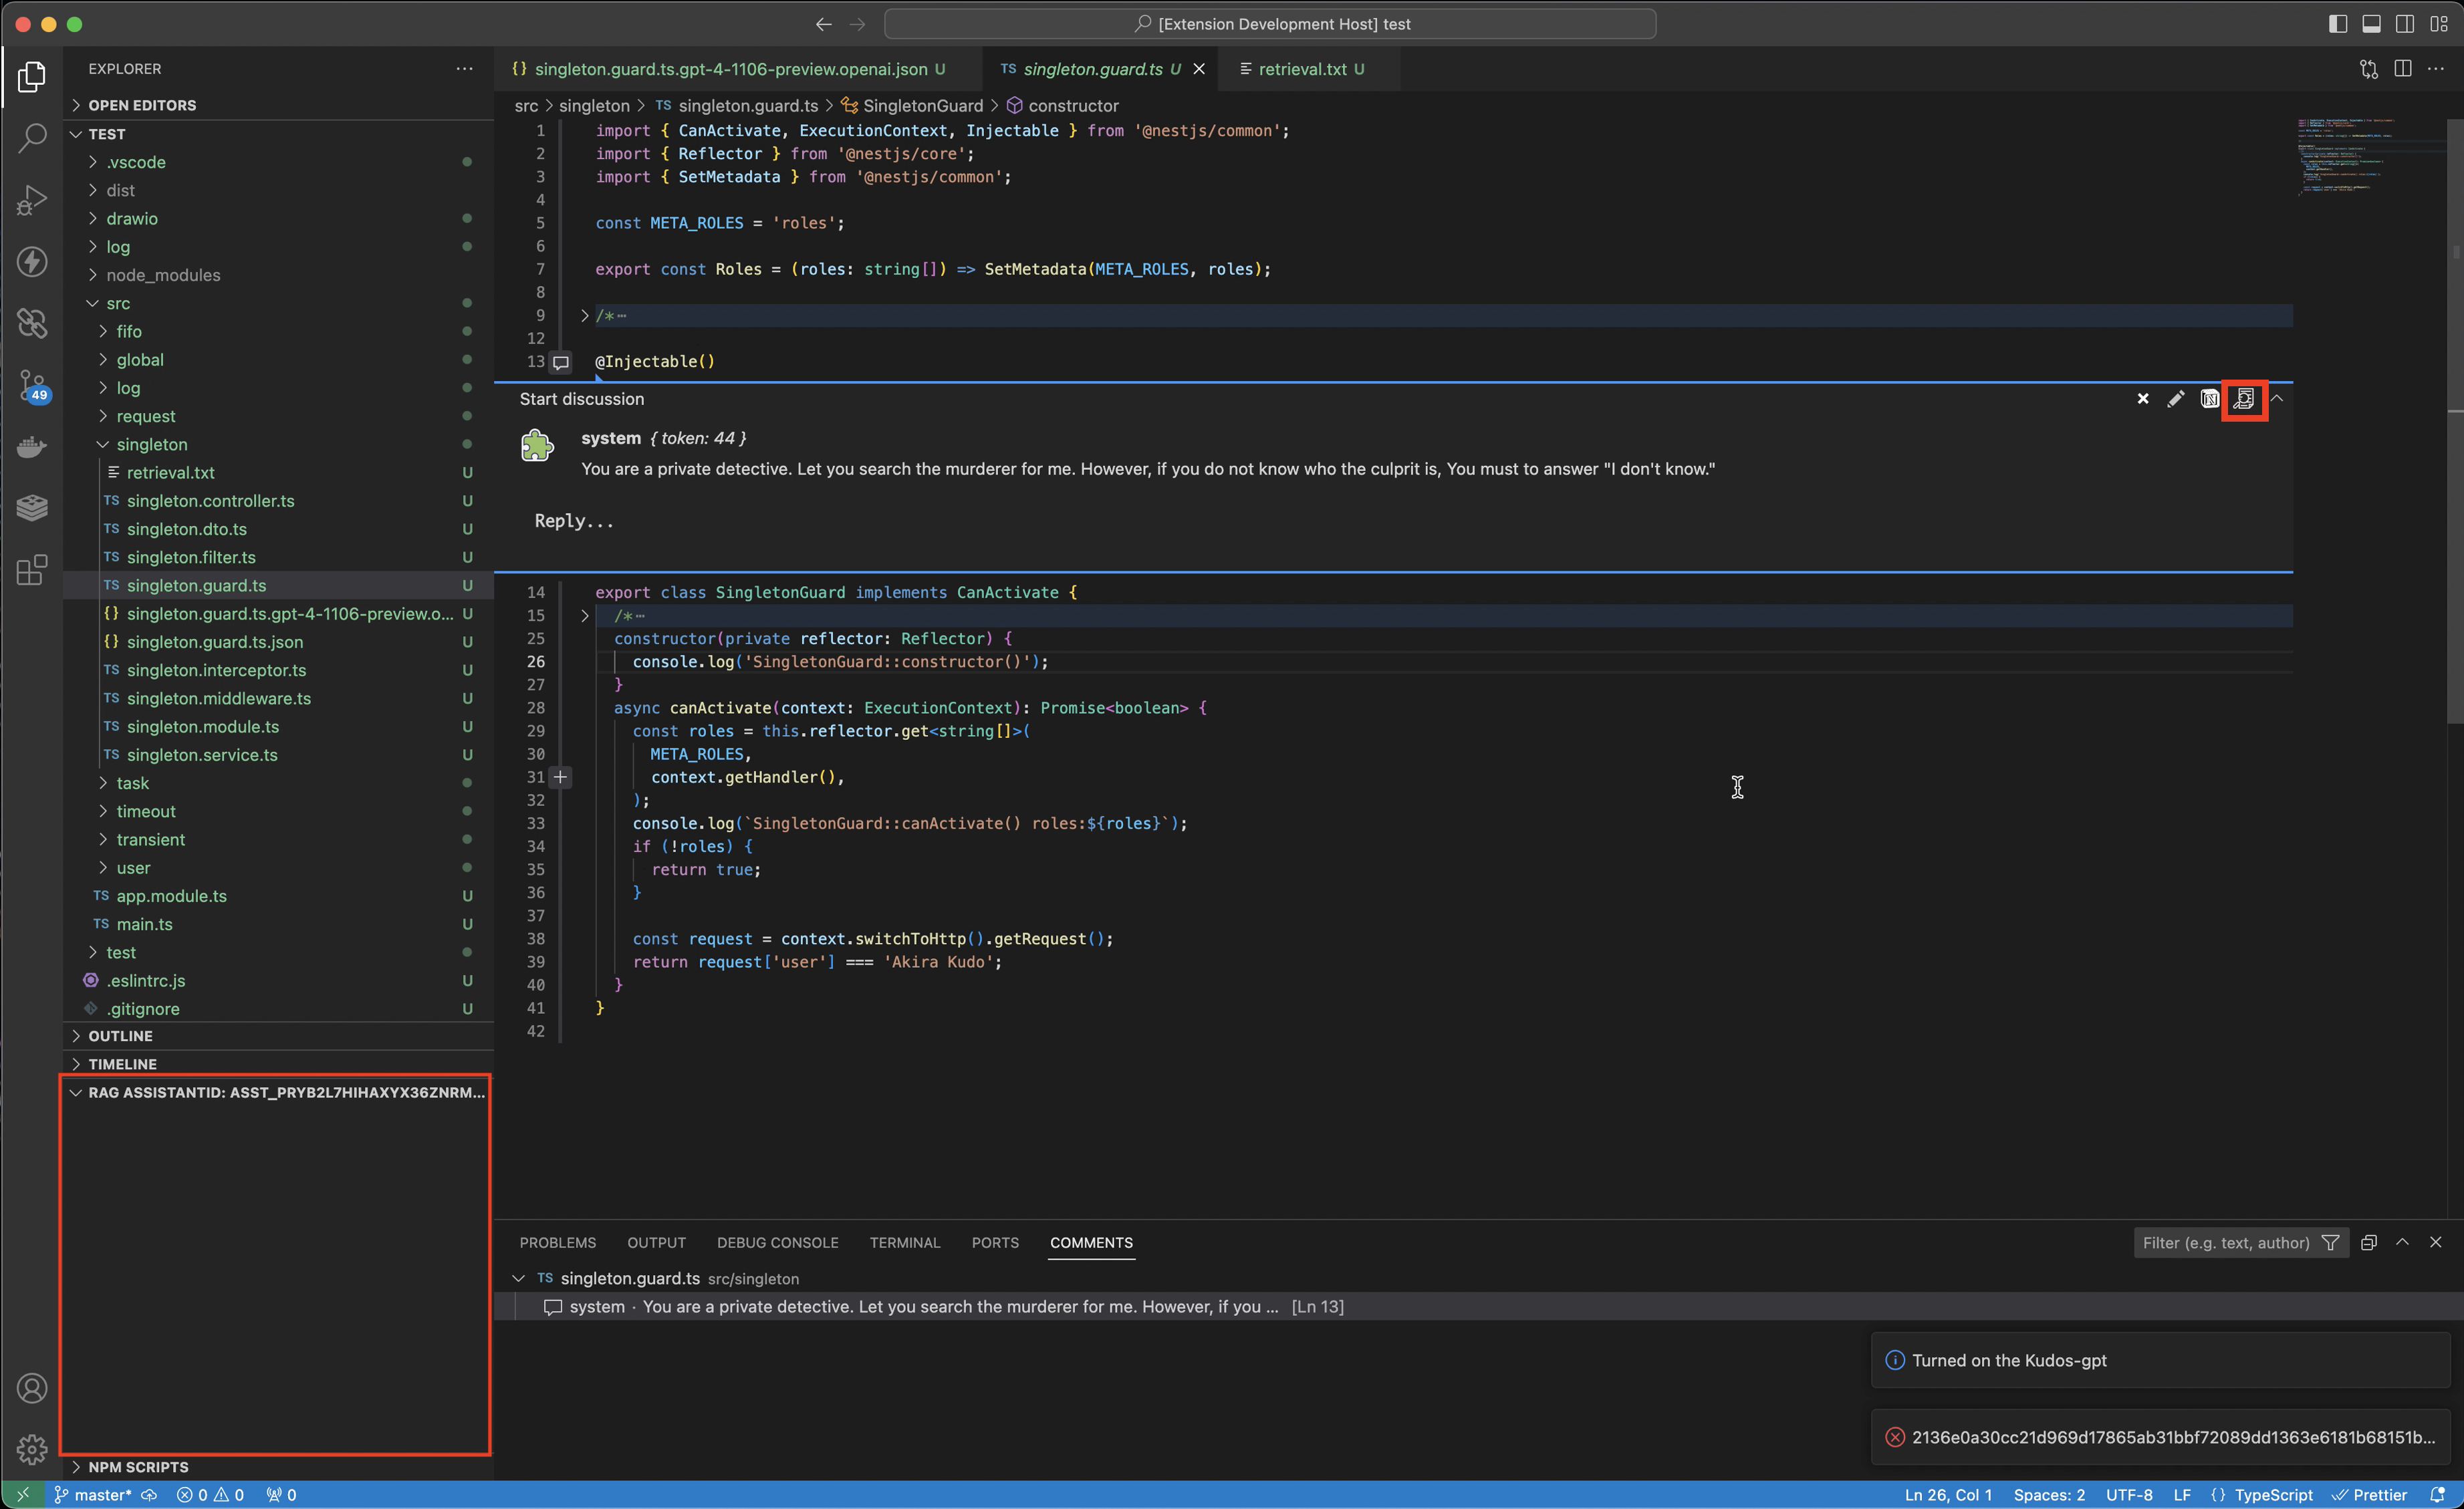 [Extension Development Host] test
EXPLORER
OPEN EDITORS
TEST
.vscode
dist
drawio
log
node_modules
src
fifo
global
log
request
singleton
retrieval.txt U
TS singleton.controller.ts U
TS singleton.dto.ts U
TS singleton.filter.ts U
TS singleton.guard.ts U
{} singleton.guard.ts.gpt-4-1106-preview.o... U
{} singleton.guard.ts.json U
TS singleton.interceptor.ts U
TS singleton.middleware.ts U
TS singleton.module.ts U
TS singleton.service.ts U
task
timeout
transient
user
TS app.module.ts U
TS main.ts U
test
.eslintrc.js U
.gitignore U
OUTLINE
TIMELINE
RAG ASSISTANTID: ASST_PRYB2L7HIHAXYX36ZNRM...
NPM SCRIPTS
49
{} singleton.guard.ts.gpt-4-1106-preview.openai.json U
TS singleton.guard.ts U
retrieval.txt U
src > singleton > TS singleton.guard.ts > SingletonGuard > constructor
1 import { CanActivate, ExecutionContext, Injectable } from '@nestjs/common';
2 import { Reflector } from '@nestjs/core';
3 import { SetMetadata } from '@nestjs/common';
4
5 const META_ROLES = 'roles';
6
7 export const Roles = (roles: string[]) => SetMetadata(META_ROLES, roles);
8
9 /*…
12
13 @Injectable()
Start discussion
system { token: 44 }
You are a private detective. Let you search the murderer for me. However, if you do not know who the culprit is, You must to answer "I don't know."
Reply...
14 export class SingletonGuard implements CanActivate {
15 /*…
25 constructor(private reflector: Reflector) {
26 console.log('SingletonGuard::constructor()');
27 }
28 async canActivate(context: ExecutionContext): Promise<boolean> {
29 const roles = this.reflector.get<string[]>(
30 META_ROLES,
31 context.getHandler(),
32 );
33 console.log(`SingletonGuard::canActivate() roles:${roles}`);
34 if (!roles) {
35 return true;
36 }
37
38 const request = context.switchToHttp().getRequest();
39 return request['user'] === 'Akira Kudo';
40 }
41 }
42
PROBLEMS OUTPUT DEBUG CONSOLE TERMINAL PORTS COMMENTS
Filter (e.g. text, author)
TS singleton.guard.ts src/singleton
system · You are a private detective. Let you search the murderer for me. However, if you ... [Ln 13]
Turned on the Kudos-gpt
2136e0a30cc21d969d17865ab31bbf72089dd1363e6181b68151b...
master* 0 0 0
Ln 26, Col 1 Spaces: 2 UTF-8 LF {} TypeScript Prettier